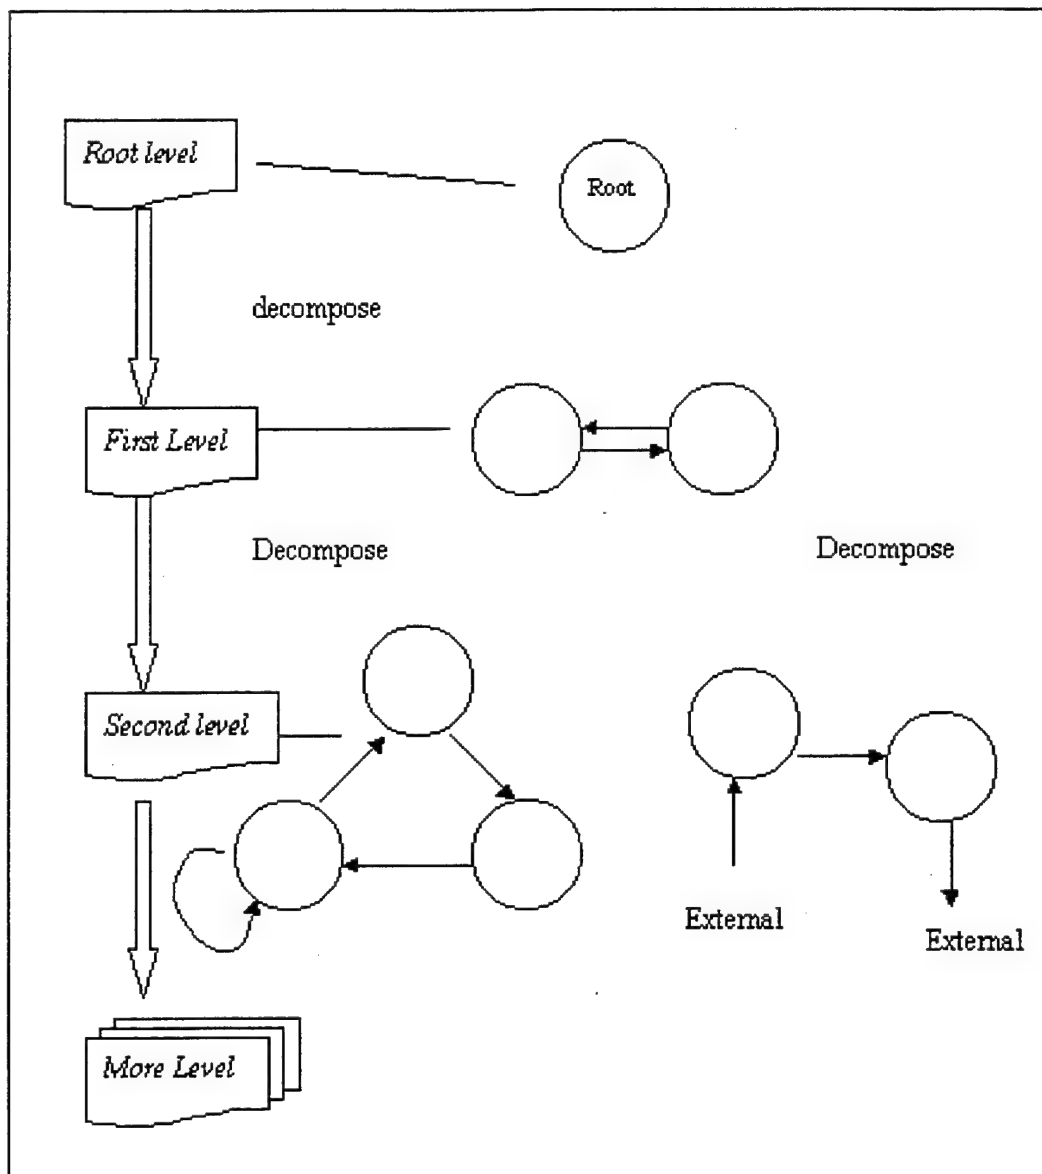 Root level
Root
decompose
First Level
Decompose
Decompose
Second level
External
External
More Level